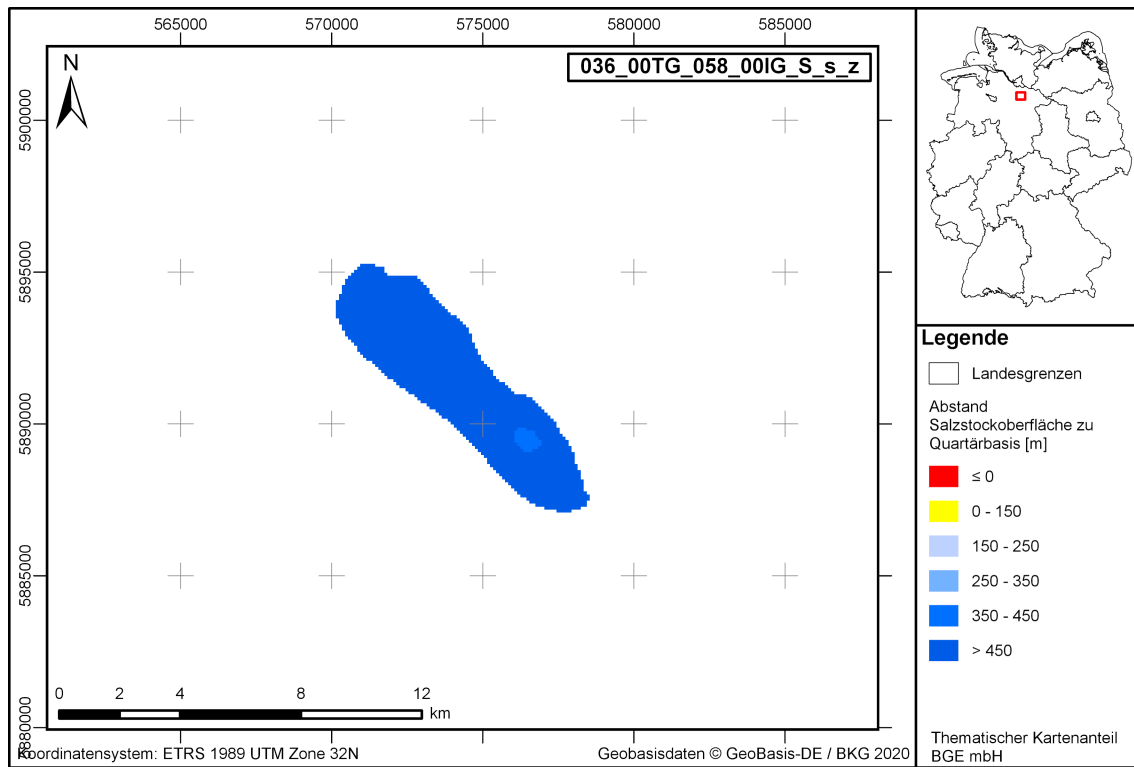 565000 570000 575000 580000 585000
036_00TG_058_00IG_S_s_z
N
5900000
5895000
5890000
5885000
5880000
0 2 4 8 12
km
Koordinatensystem: ETRS 1989 UTM Zone 32N
Geobasisdaten © GeoBasis-DE / BKG 2020
Legende
Landesgrenzen
Abstand
Salzstockoberfläche zu
Quartärbasis [m]
≤ 0
0 - 150
150 - 250
250 - 350
350 - 450
> 450
Thematischer Kartenanteil
BGE mbH